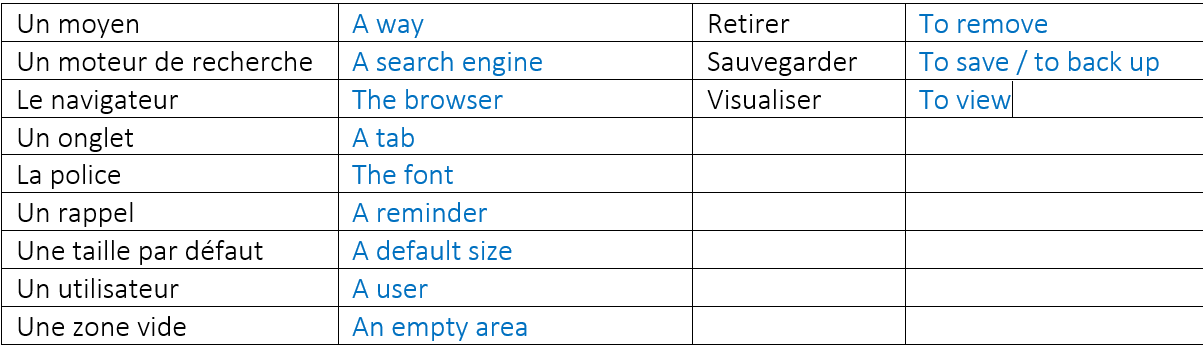 Un moyen A way Retirer To remove
Un moteur de recherche A search engine Sauvegarder To save / to back up
Le navigateur The browser Visualiser To view
Un onglet A tab
La police The font
Un rappel A reminder
Une taille par défaut A default size
Un utilisateur A user
Une zone vide An empty area